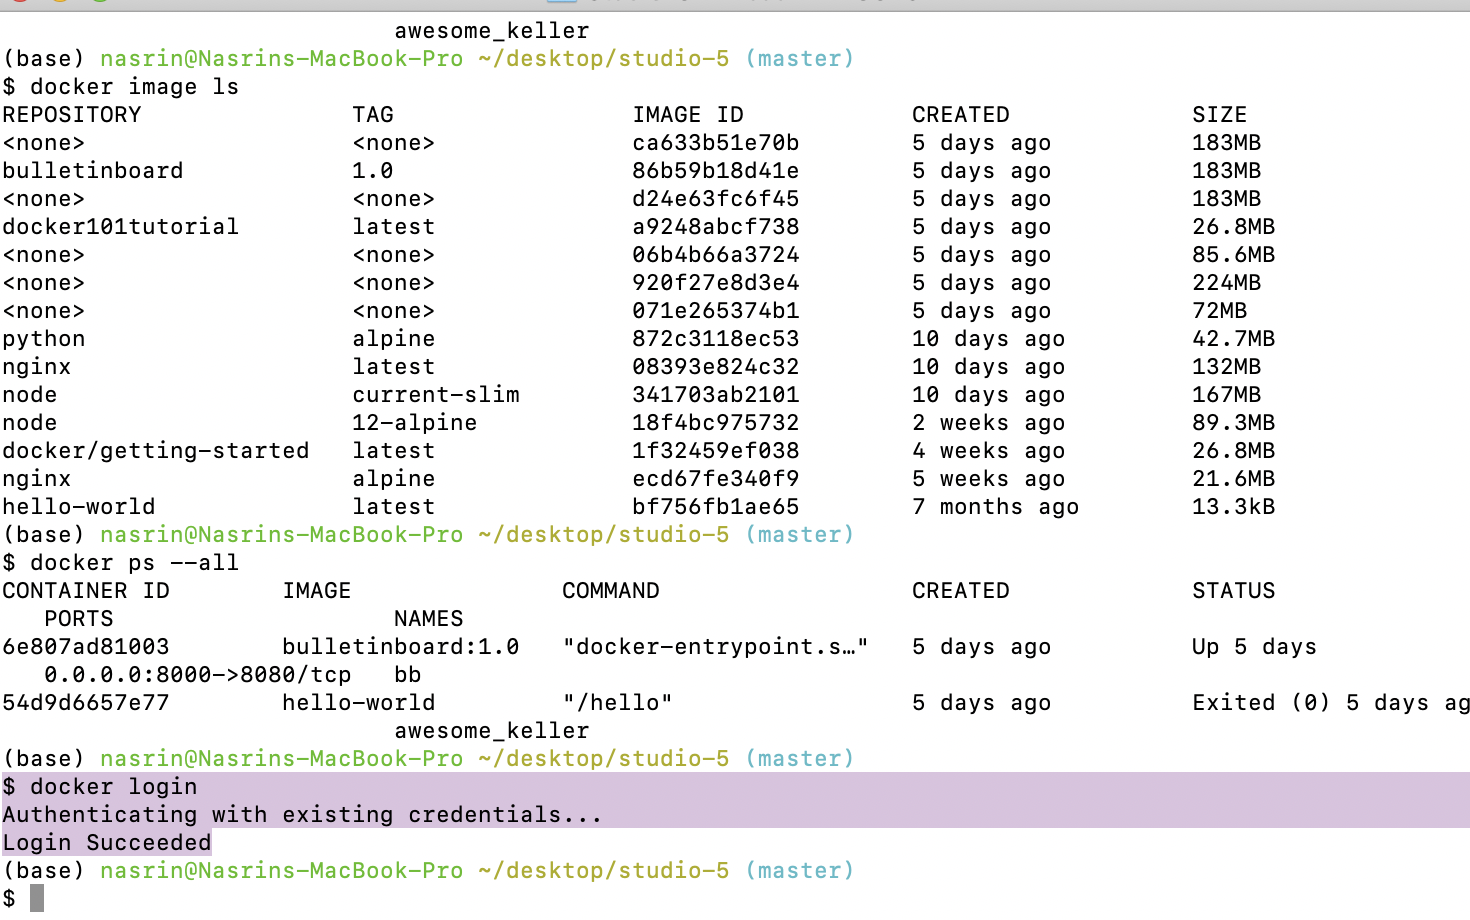 awesome_keller
(base) nasrin@Nasrins-MacBook-Pro ~/desktop/studio-5 (master)
$ docker image ls
REPOSITORY TAG IMAGE ID CREATED SIZE
<none> <none> ca633b51e70b 5 days ago 183MB
bulletinboard 1.0 86b59b18d41e 5 days ago 183MB
<none> <none> d24e63fc6f45 5 days ago 183MB
docker101tutorial latest a9248abcf738 5 days ago 26.8MB
<none> <none> 06b4b66a3724 5 days ago 85.6MB
<none> <none> 920f27e8d3e4 5 days ago 224MB
<none> <none> 071e265374b1 5 days ago 72MB
python alpine 872c3118ec53 10 days ago 42.7MB
nginx latest 08393e824c32 10 days ago 132MB
node current-slim 341703ab2101 10 days ago 167MB
node 12-alpine 18f4bc975732 2 weeks ago 89.3MB
docker/getting-started latest 1f32459ef038 4 weeks ago 26.8MB
nginx alpine ecd67fe340f9 5 weeks ago 21.6MB
hello-world latest bf756fb1ae65 7 months ago 13.3kB
(base) nasrin@Nasrins-MacBook-Pro ~/desktop/studio-5 (master)
$ docker ps --all
CONTAINER ID IMAGE COMMAND CREATED STATUS
PORTS NAMES
6e807ad81003 bulletinboard:1.0 "docker-entrypoint.s…" 5 days ago Up 5 days
0.0.0.0:8000->8080/tcp bb
54d9d6657e77 hello-world "/hello" 5 days ago Exited (0) 5 days ag
awesome_keller
(base) nasrin@Nasrins-MacBook-Pro ~/desktop/studio-5 (master)
$ docker login
Authenticating with existing credentials...
Login Succeeded
(base) nasrin@Nasrins-MacBook-Pro ~/desktop/studio-5 (master)
$